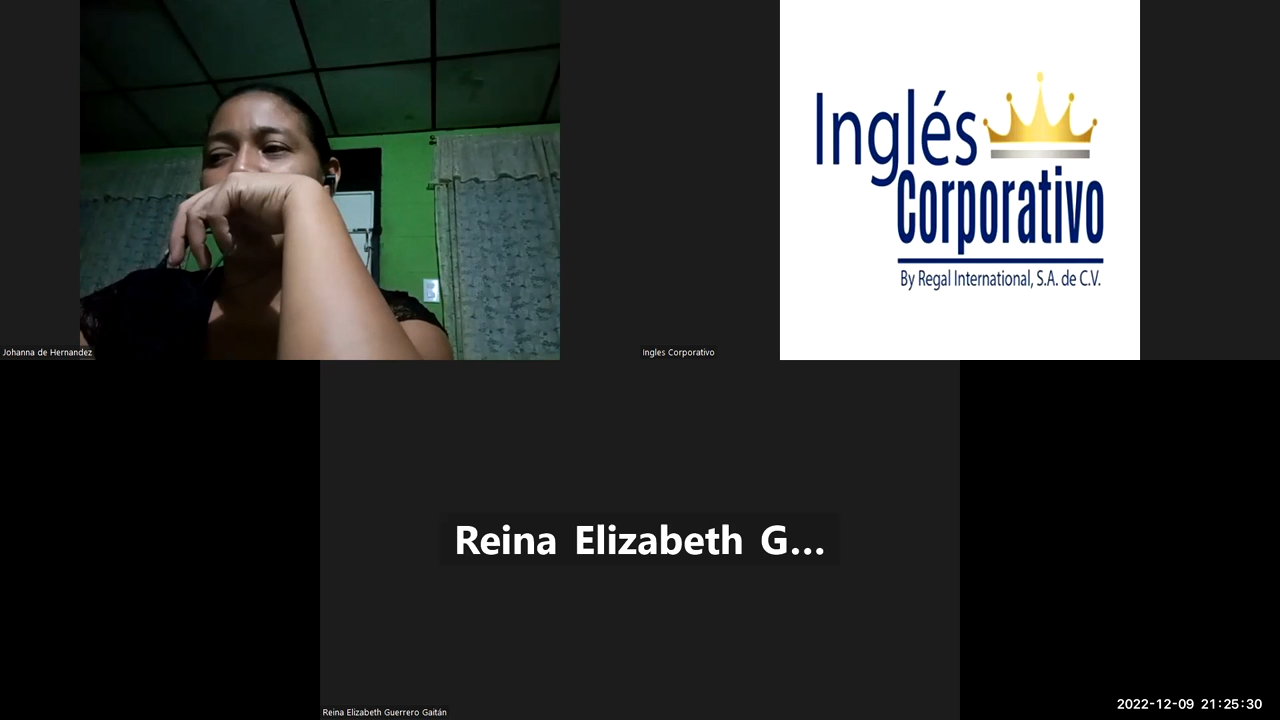 Inglés
Corporativo
By Regal International, S.A. de C.V.
Johanna de Hernandez
Ingles Corporativo
Reina Elizabeth G...
Reina Elizabeth Guerrero Gaitán
2022-12-09 21:25:30